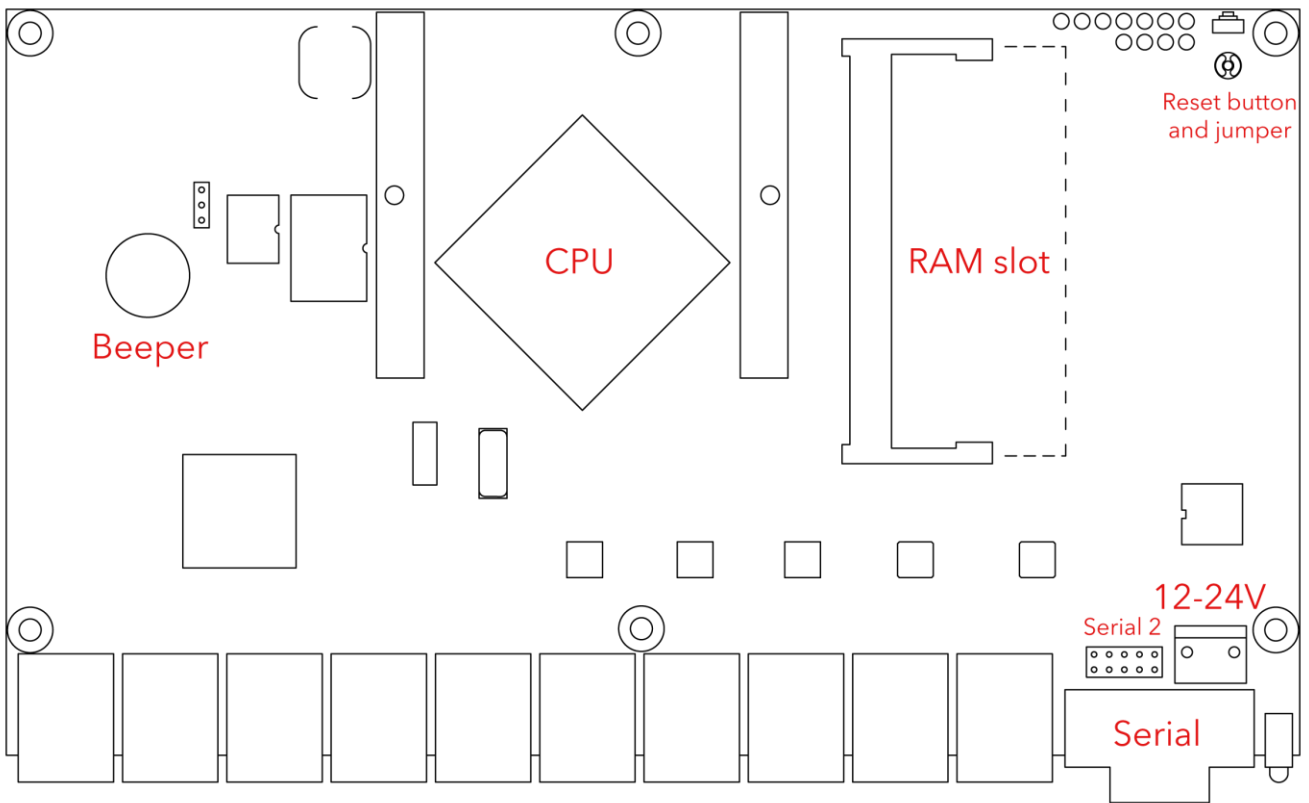 Reset button
and jumper
CPU
RAM slot
Beeper
12-24V
Serial 2
Serial